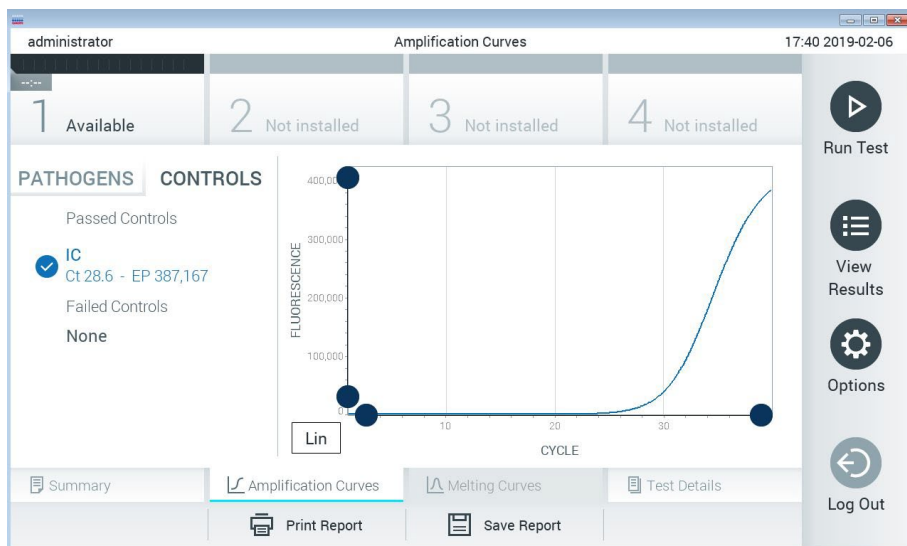 administrator
Amplification Curves
17:40 2019-02-06
--:--
1 Available
2 Not installed
3 Not installed
4 Not installed
Run Test
PATHOGENS CONTROLS
Passed Controls
IC
Ct 28.6 - EP 387,167
Failed Controls
None
FLUORESCENCE
300,000
200,000
100,000
0
10 20 30
CYCLE
Lin
View
Results
Options
Log Out
Summary
Amplification Curves
Melting Curves
Test Details
Print Report
Save Report